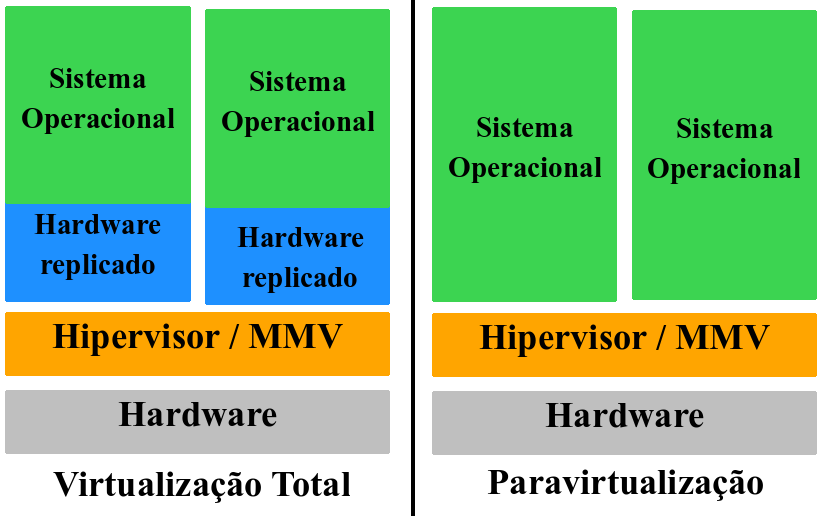 Sistema
Operacional
Sistema
Operacional
Hardware
replicado
Hardware
replicado
Hipervisor / MMV
Hardware
Virtualização Total
Sistema
Operacional
Sistema
Operacional
Hipervisor / MMV
Hardware
Paravirtualização